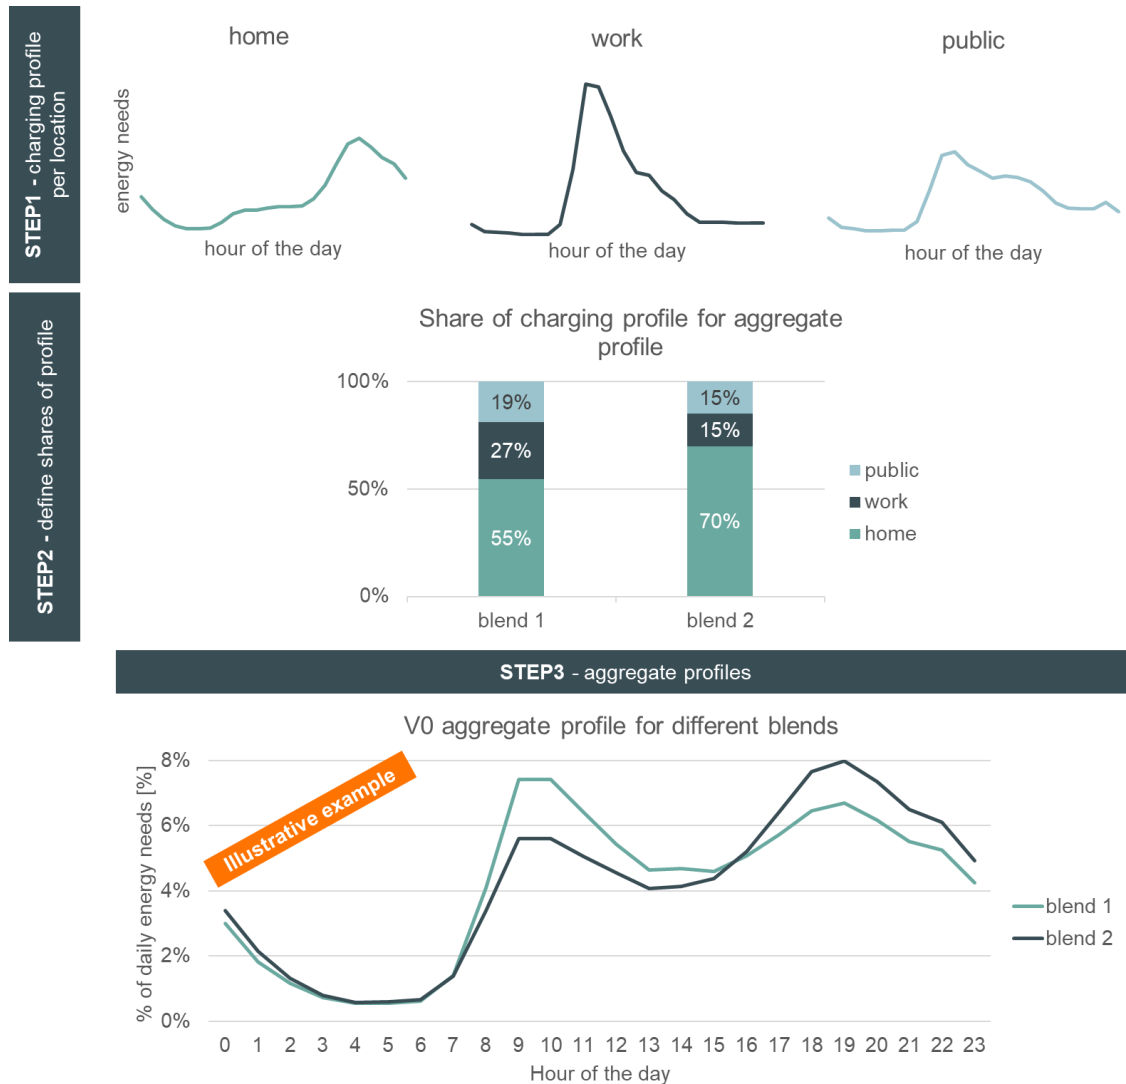 STEP1 - charging profile
per location
home
work
public
energy needs
hour of the day
hour of the day
hour of the day
STEP2 - define shares of profile
Share of charging profile for aggregate
profile
100%
50%
0%
19%
27%
55%
15%
15%
70%
blend 1
blend 2
public
work
home
STEP3 - aggregate profiles
V0 aggregate profile for different blends
Illustrative example
% of daily energy needs [%]
8%
6%
4%
2%
0%
0 1 2 3 4 5 6 7 8 9 10 11 12 13 14 15 16 17 18 19 20 21 22 23
Hour of the day
blend 1
blend 2